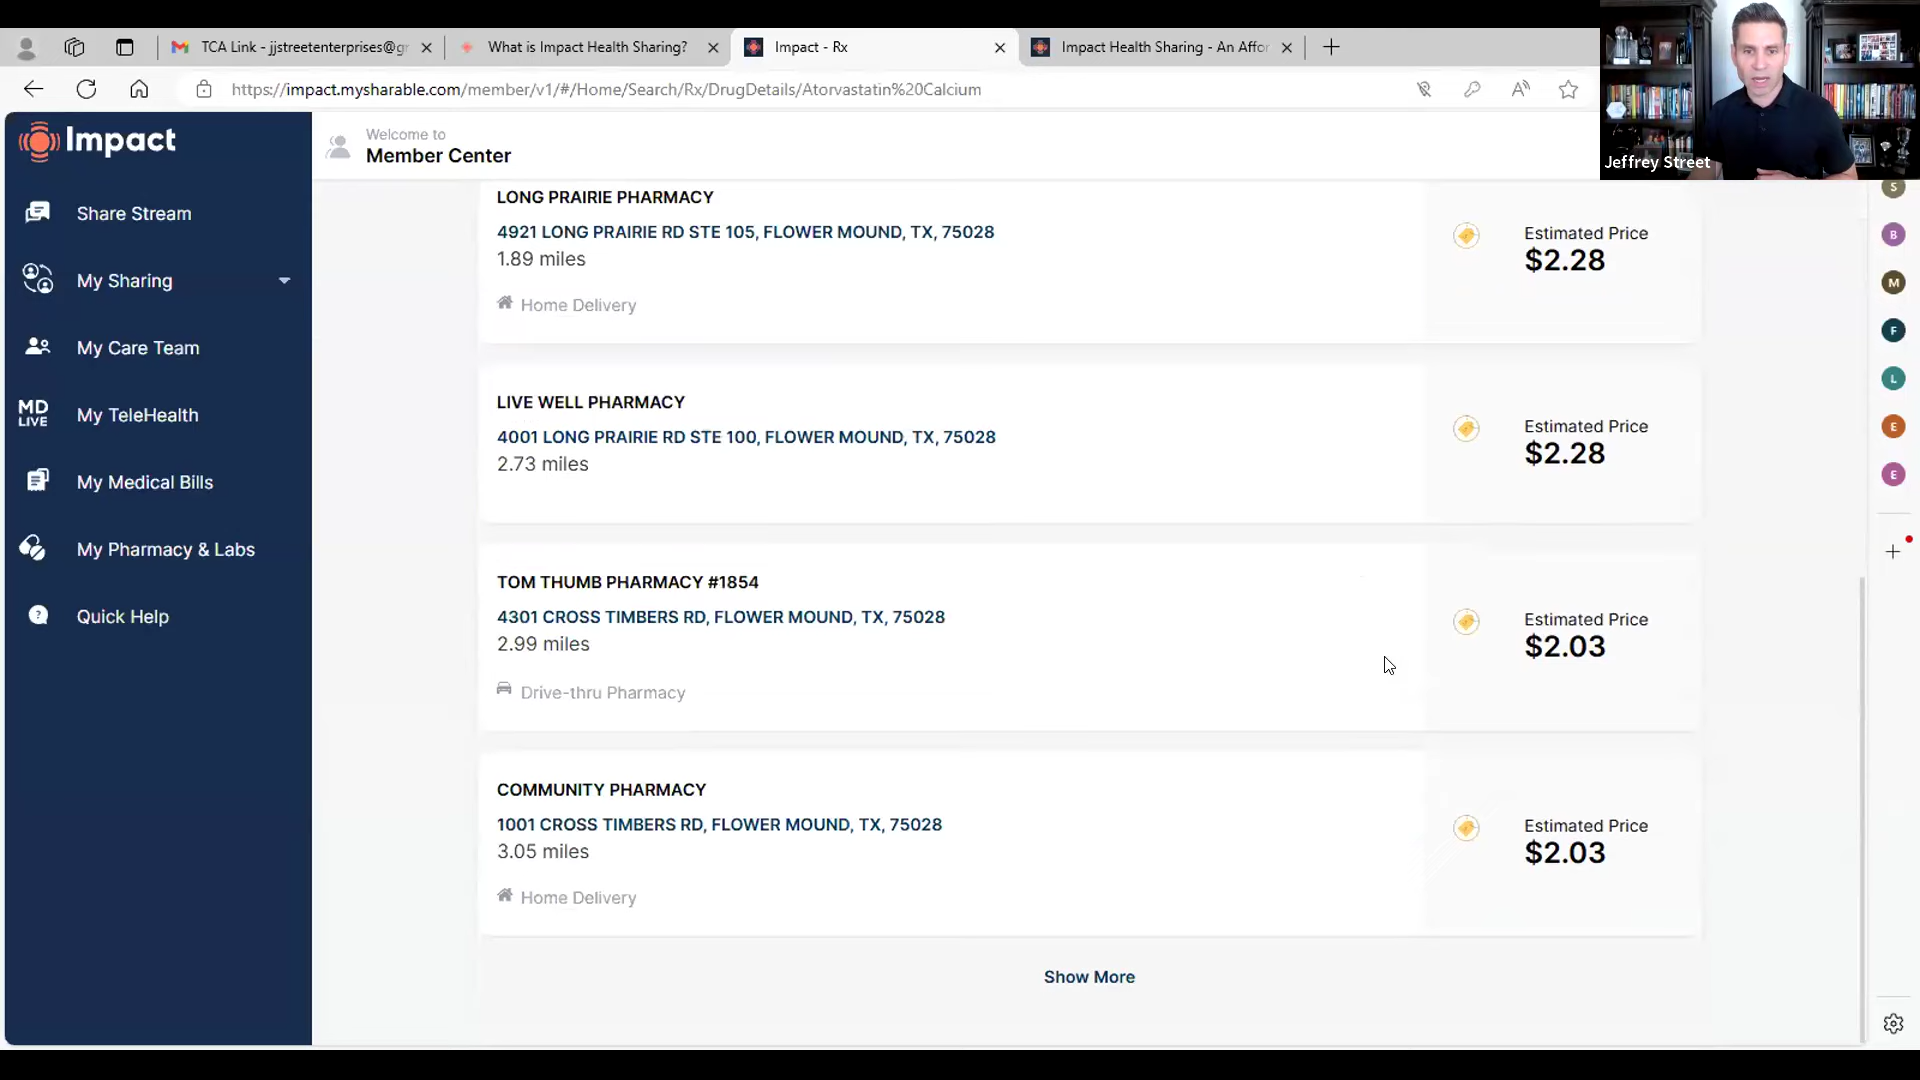 TCA Link - jjstreetenterprises@gr
What is Impact Health Sharing?
Impact - Rx
Impact Health Sharing - An Affor
https://impact.mysharable.com/member/v1/#/Home/Search/Rx/DrugDetails/Atorvastatin%20Calcium
Jeffrey Street
Impact
Share Stream
My Sharing
My Care Team
MD
LIVE
My TeleHealth
My Medical Bills
My Pharmacy & Labs
?
Quick Help
Welcome to
Member Center
LONG PRAIRIE PHARMACY
4921 LONG PRAIRIE RD STE 105, FLOWER MOUND, TX, 75028
1.89 miles
Home Delivery
Estimated Price
$2.28
LIVE WELL PHARMACY
4001 LONG PRAIRIE RD STE 100, FLOWER MOUND, TX, 75028
2.73 miles
Estimated Price
$2.28
TOM THUMB PHARMACY #1854
4301 CROSS TIMBERS RD, FLOWER MOUND, TX, 75028
2.99 miles
Drive-thru Pharmacy
Estimated Price
$2.03
COMMUNITY PHARMACY
1001 CROSS TIMBERS RD, FLOWER MOUND, TX, 75028
3.05 miles
Home Delivery
Estimated Price
$2.03
Show More
S
B
M
F
L
E
E